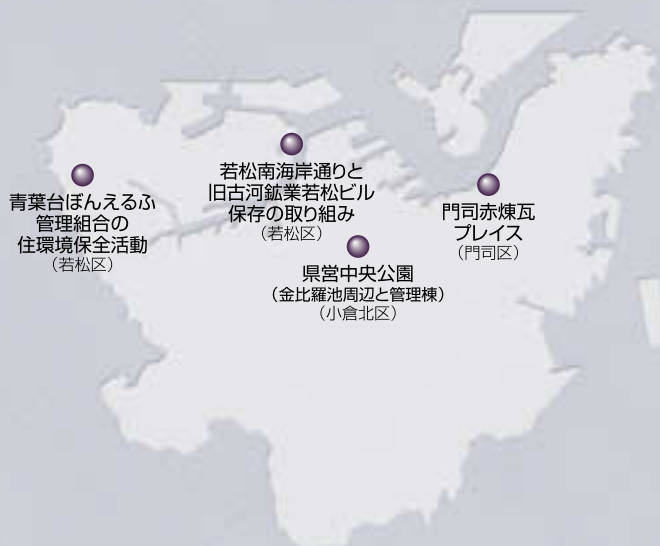 青葉台ぼんえるふ
管理組合の
住環境保全活動
（若松区）
若松南海岸通りと
旧古河鉱業若松ビル
保存の取り組み
（若松区）
県営中央公園
（金比羅池周辺と管理棟）
（小倉北区）
門司赤煉瓦
プレイス
（門司区）